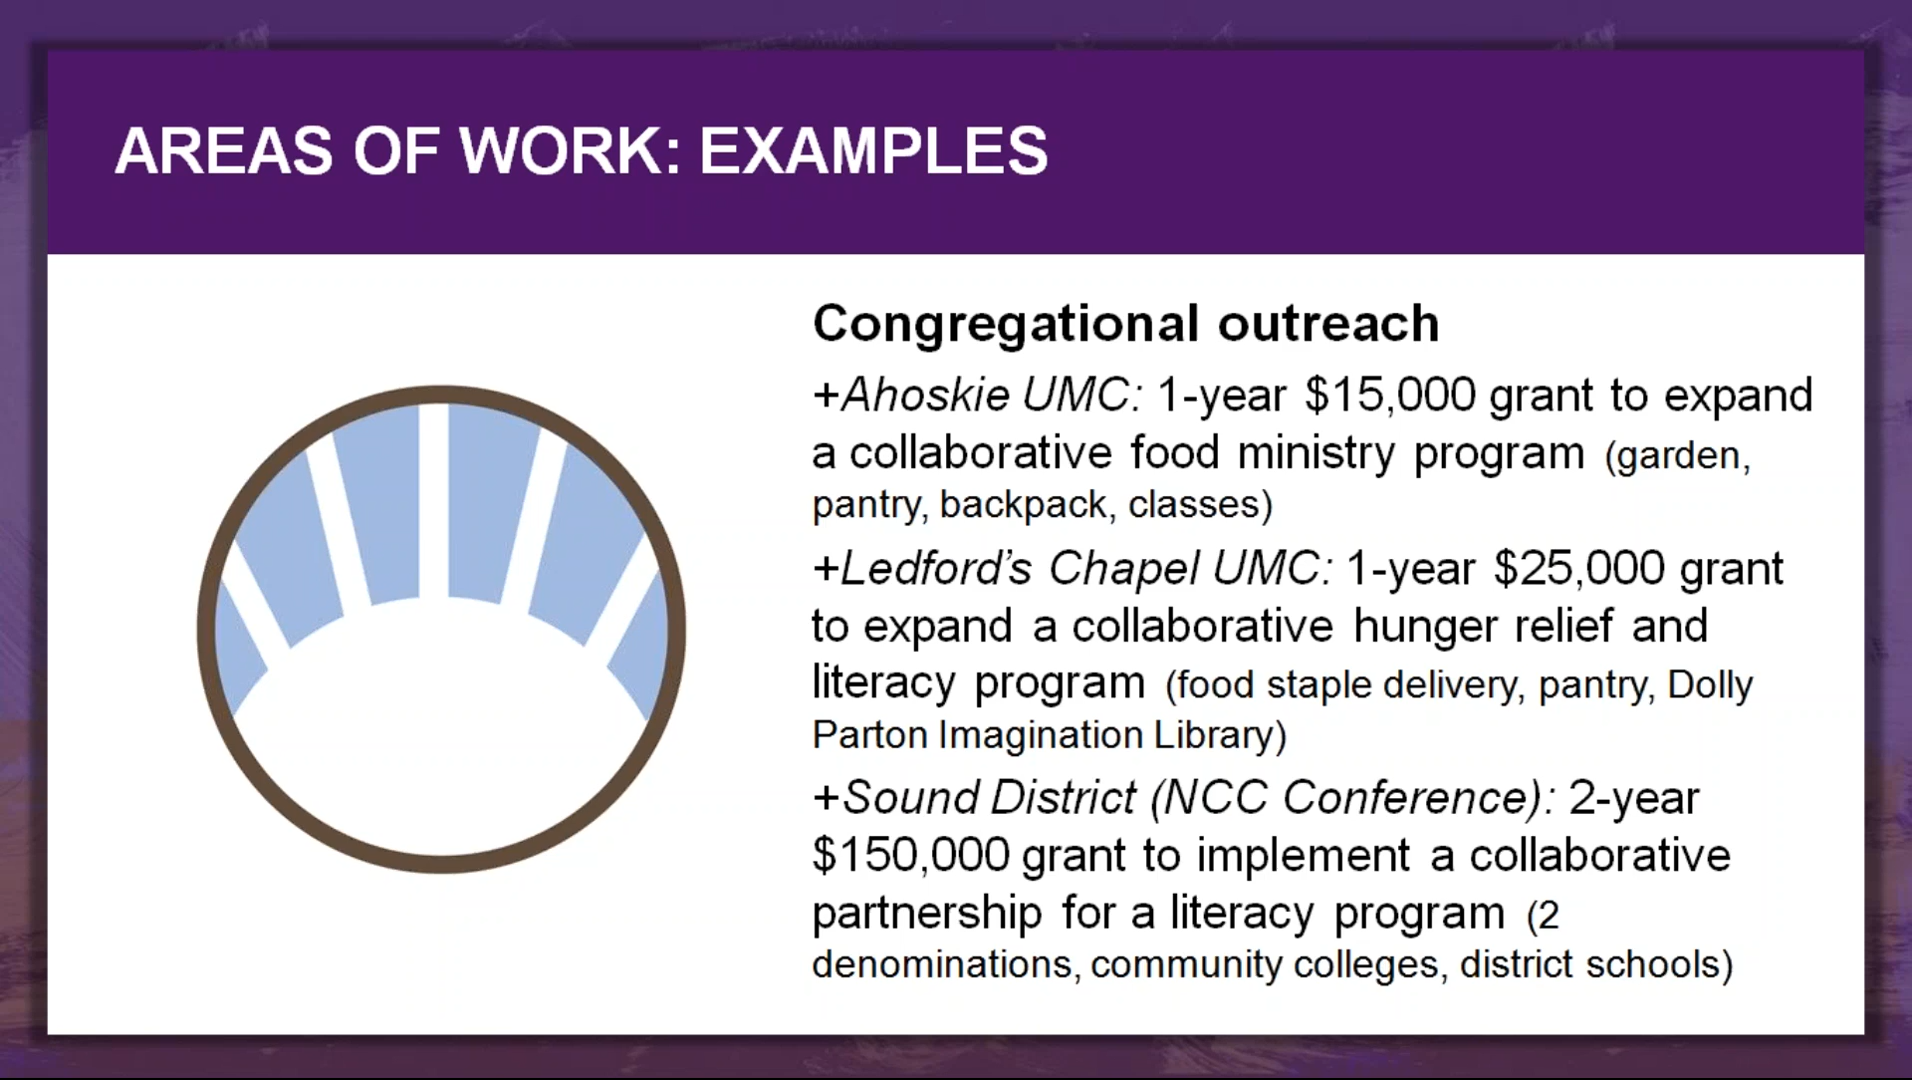 AREAS OF WORK: EXAMPLES
Congregational outreach
+Ahoskie UMC: 1-year $15,000 grant to expand
a collaborative food ministry program (garden,
pantry, backpack, classes)
+Ledford’s Chapel UMC: 1-year $25,000 grant
to expand a collaborative hunger relief and
literacy program (food staple delivery, pantry, Dolly
Parton Imagination Library)
+Sound District (NCC Conference): 2-year
$150,000 grant to implement a collaborative
partnership for a literacy program (2
denominations, community colleges, district schools)